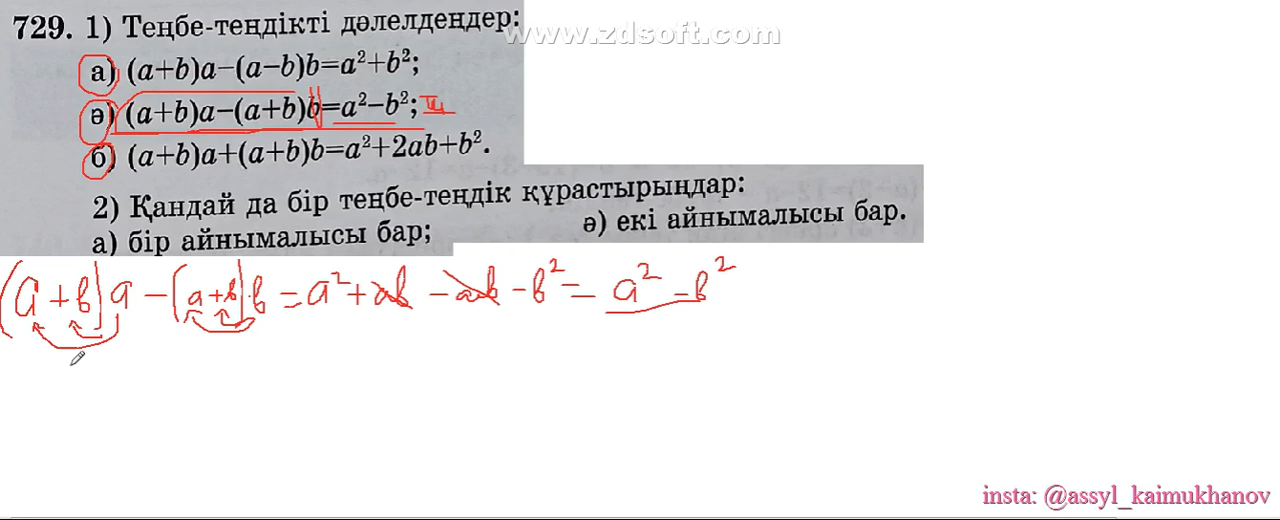 729. 1) Теңбе-теңдікті дәлелдеңдер:
www.zdsoft.com
а) (a+b)a−(a−b)b=a²+b²;
ә) (a+b)a−(a+b)b=a²−b²;
б) (a+b)a+(a+b)b=a²+2ab+b².
2) Қандай да бір теңбе-теңдік құрастырыңдар:
а) бір айнымалысы бар; ә) екі айнымалысы бар.
(a+b)a−(a+b)·b=a²+ab−ab−b²=a²−b²
insta: @assyl_kaimukhanov